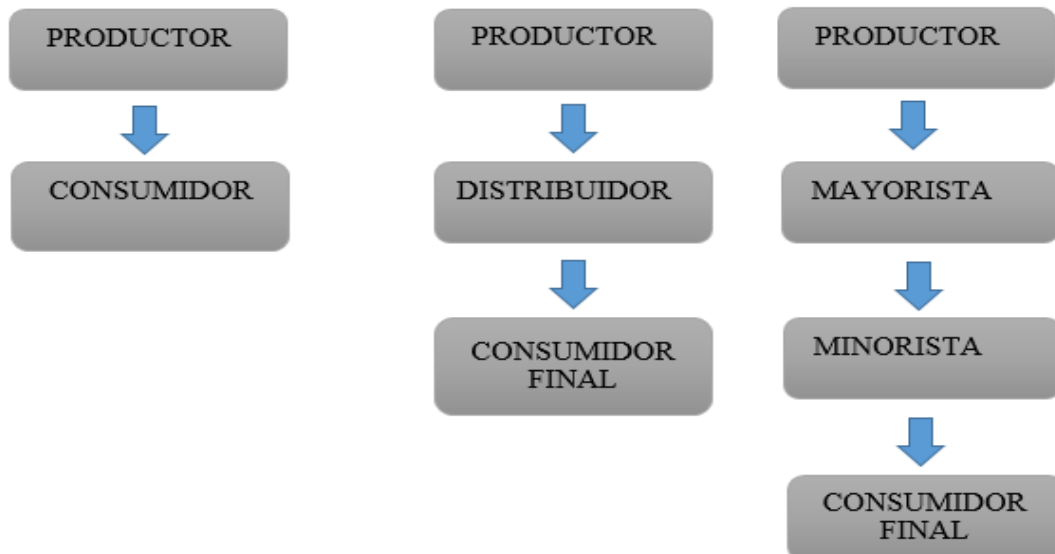 PRODUCTOR
CONSUMIDOR
PRODUCTOR
DISTRIBUIDOR
CONSUMIDOR
FINAL
PRODUCTOR
MAYORISTA
MINORISTA
CONSUMIDOR
FINAL